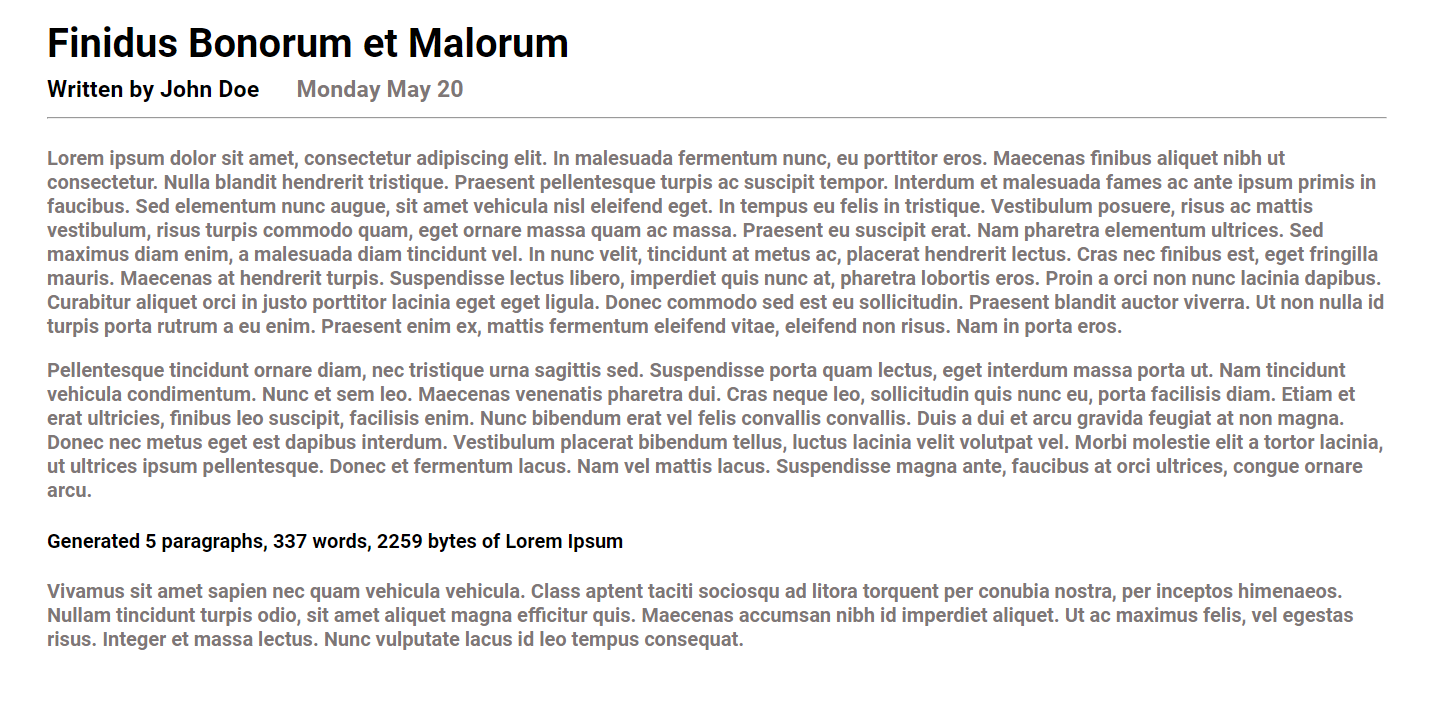 Finidus Bonorum et Malorum
Written by John Doe Monday May 20
Lorem ipsum dolor sit amet, consectetur adipiscing elit. In malesuada fermentum nunc, eu porttitor eros. Maecenas finibus aliquet nibh ut
consectetur. Nulla blandit hendrerit tristique. Praesent pellentesque turpis ac suscipit tempor. Interdum et malesuada fames ac ante ipsum primis in
faucibus. Sed elementum nunc augue, sit amet vehicula nisl eleifend eget. In tempus eu felis in tristique. Vestibulum posuere, risus ac mattis
vestibulum, risus turpis commodo quam, eget ornare massa quam ac massa. Praesent eu suscipit erat. Nam pharetra elementum ultrices. Sed
maximus diam enim, a malesuada diam tincidunt vel. In nunc velit, tincidunt at metus ac, placerat hendrerit lectus. Cras nec finibus est, eget fringilla
mauris. Maecenas at hendrerit turpis. Suspendisse lectus libero, imperdiet quis nunc at, pharetra lobortis eros. Proin a orci non nunc lacinia dapibus.
Curabitur aliquet orci in justo porttitor lacinia eget eget ligula. Donec commodo sed est eu sollicitudin. Praesent blandit auctor viverra. Ut non nulla id
turpis porta rutrum a eu enim. Praesent enim ex, mattis fermentum eleifend vitae, eleifend non risus. Nam in porta eros.
Pellentesque tincidunt ornare diam, nec tristique urna sagittis sed. Suspendisse porta quam lectus, eget interdum massa porta ut. Nam tincidunt
vehicula condimentum. Nunc et sem leo. Maecenas venenatis pharetra dui. Cras neque leo, sollicitudin quis nunc eu, porta facilisis diam. Etiam et
erat ultricies, finibus leo suscipit, facilisis enim. Nunc bibendum erat vel felis convallis convallis. Duis a dui et arcu gravida feugiat at non magna.
Donec nec metus eget est dapibus interdum. Vestibulum placerat bibendum tellus, luctus lacinia velit volutpat vel. Morbi molestie elit a tortor lacinia,
ut ultrices ipsum pellentesque. Donec et fermentum lacus. Nam vel mattis lacus. Suspendisse magna ante, faucibus at orci ultrices, congue ornare
arcu.
Generated 5 paragraphs, 337 words, 2259 bytes of Lorem Ipsum
Vivamus sit amet sapien nec quam vehicula vehicula. Class aptent taciti sociosqu ad litora torquent per conubia nostra, per inceptos himenaeos.
Nullam tincidunt turpis odio, sit amet aliquet magna efficitur quis. Maecenas accumsan nibh id imperdiet aliquet. Ut ac maximus felis, vel egestas
risus. Integer et massa lectus. Nunc vulputate lacus id leo tempus consequat.